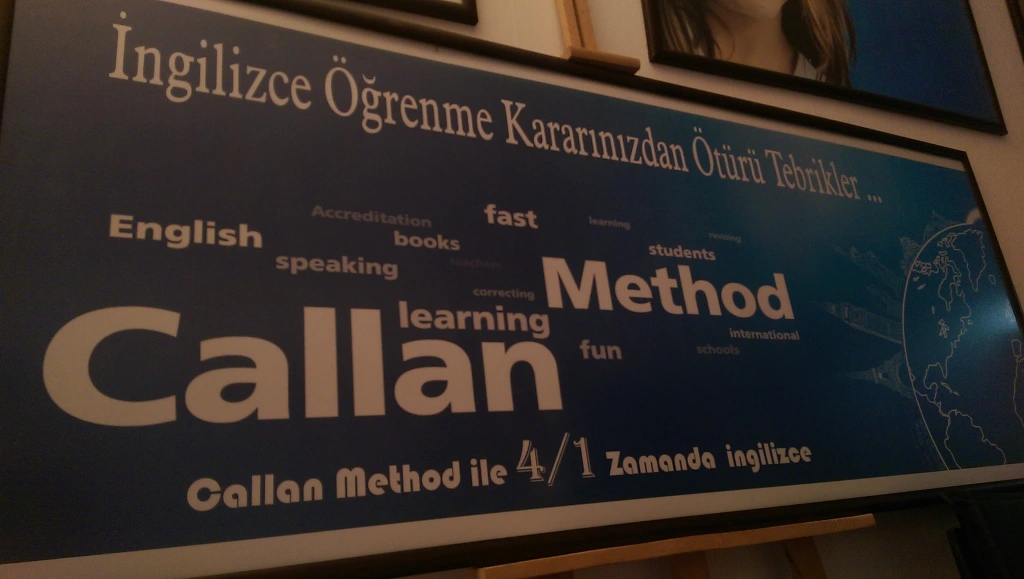 İngilizce Öğrenme Kararınızdan Ötürü Tebrikler ...
Accreditation fast learning
English books students revising
speaking teachers Method
correcting
learning international
Callan fun schools
Callan Method ile 4/1 Zamanda ingilizce